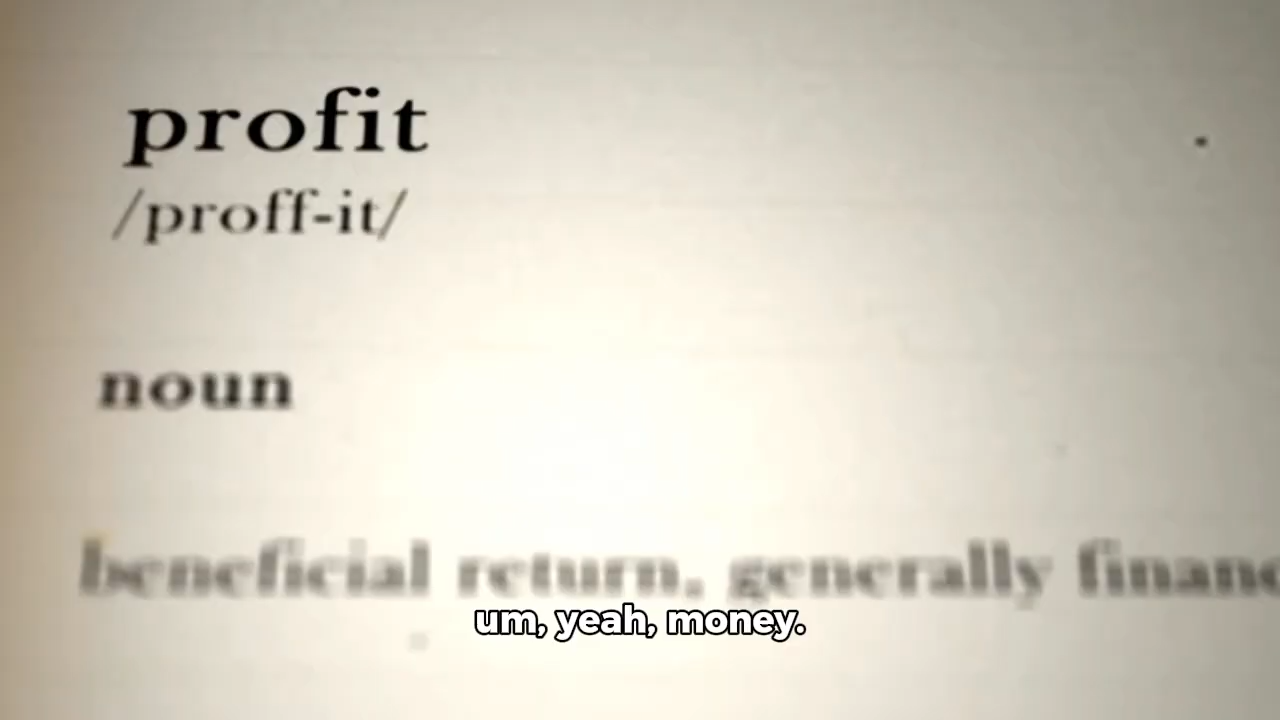 profit
/proff-it/
noun
beneficial return, generally financ
um, yeah, money.